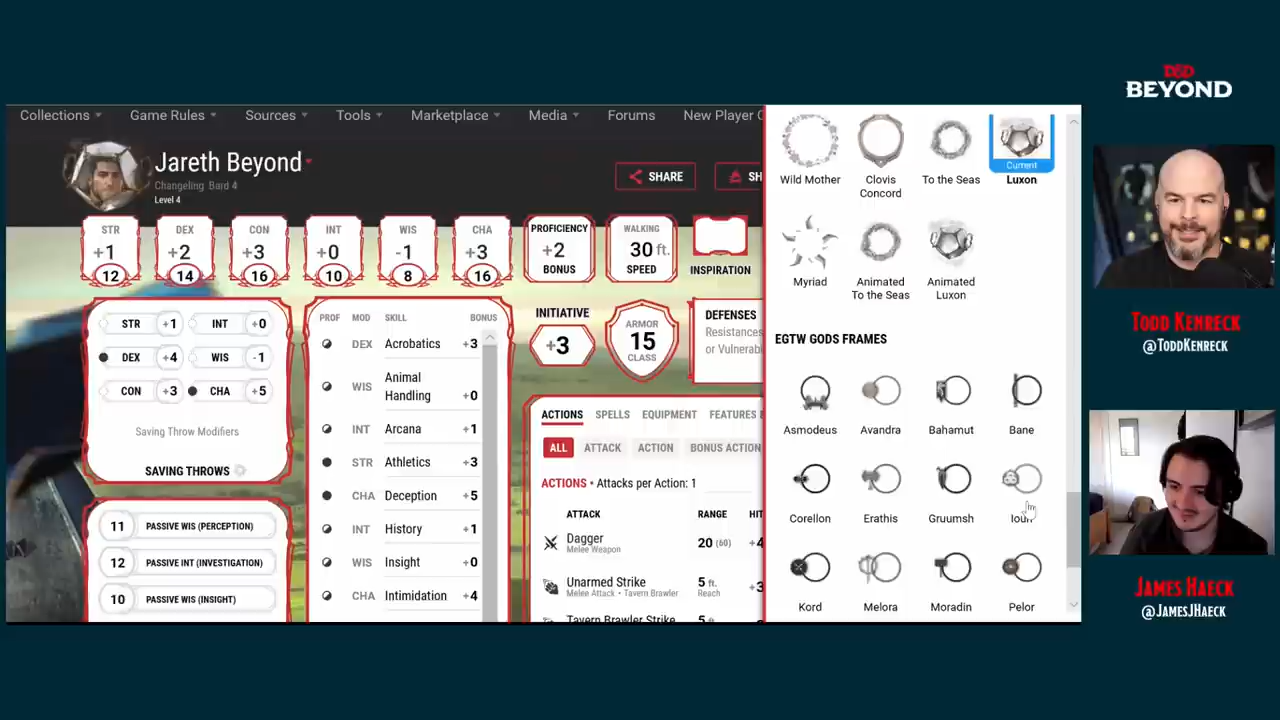 D&D
BEYOND
Collections
Game Rules
Sources
Tools
Marketplace
Media
Forums
New Player
Jareth Beyond
Changeling Bard 4
Level 4
SHARE
SH
STR
+1
12
DEX
+2
14
CON
+3
16
INT
+0
10
WIS
-1
8
CHA
+3
16
PROFICIENCY
+2
BONUS
WALKING
30 ft.
SPEED
INSPIRATION
STR +1
INT +0
DEX +4
WIS -1
CON +3
CHA +5
Saving Throw Modifiers
SAVING THROWS
11 PASSIVE WIS (PERCEPTION)
12 PASSIVE INT (INVESTIGATION)
10 PASSIVE WIS (INSIGHT)
PROF MOD SKILL BONUS
DEX Acrobatics +3
WIS Animal
Handling +0
INT Arcana +1
STR Athletics +3
CHA Deception +5
INT History +1
WIS Insight +0
CHA Intimidation +4
INITIATIVE
+3
ARMOR
15
CLASS
DEFENSES
Resistances
or Vulnerab
ACTIONS SPELLS EQUIPMENT FEATURES &
ALL ATTACK ACTION BONUS ACTION
ACTIONS • Attacks per Action: 1
ATTACK RANGE HIT
Dagger 20 (60) +4
Melee Weapon
Unarmed Strike 5 ft. +3
Melee Attack • Tavern Brawler Reach
Tavern Brawler Strike 5 ft.
Current
Wild Mother
Clovis
Concord
To the Seas
Luxon
Myriad
Animated
To the Seas
Animated
Luxon
EGTW GODS FRAMES
Asmodeus Avandra Bahamut Bane
Corellon Erathis Gruumsh Ioun
Kord Melora Moradin Pelor
TODD KENRECK
@ToddKenreck
JAMES HAECK
@JamesJHaeck